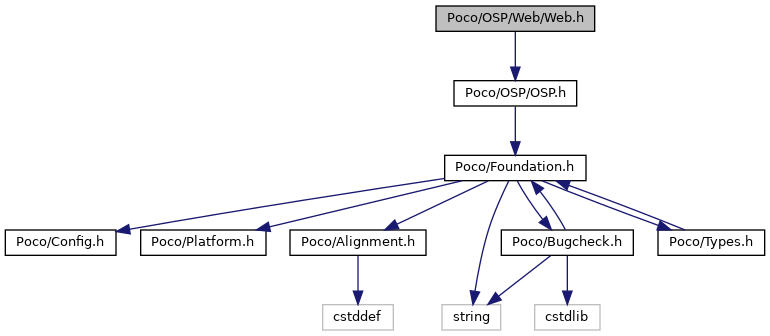 Poco/OSP/Web/Web.h
Poco/OSP/OSP.h
Poco/Foundation.h
Poco/Config.h
Poco/Platform.h
Poco/Alignment.h
Poco/Bugcheck.h
Poco/Types.h
cstddef
string
cstdlib